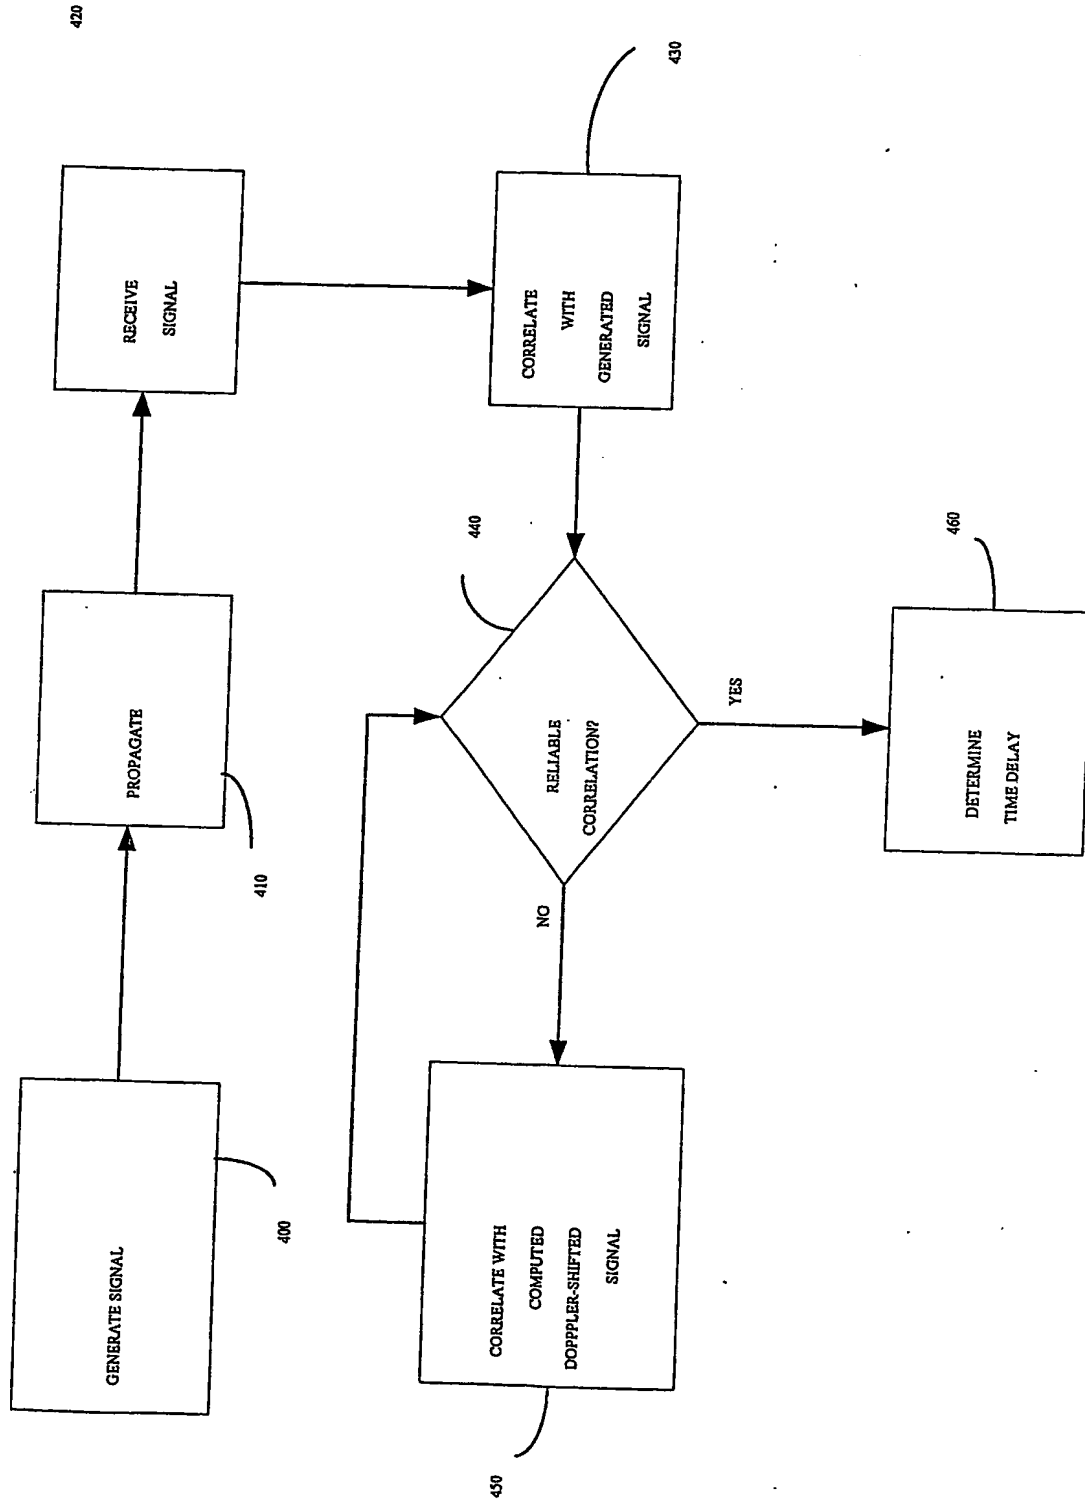 GENERATE SIGNAL
400
PROPAGATE
410
RECEIVE
SIGNAL
420
CORRELATE
WITH
GENERATED
SIGNAL
430
RELIABLE
CORRELATION?
440
NO
YES
CORRELATE WITH
COMPUTED
DOPPPLER-SHIFTED
SIGNAL
450
DETERMINE
TIME DELAY
460